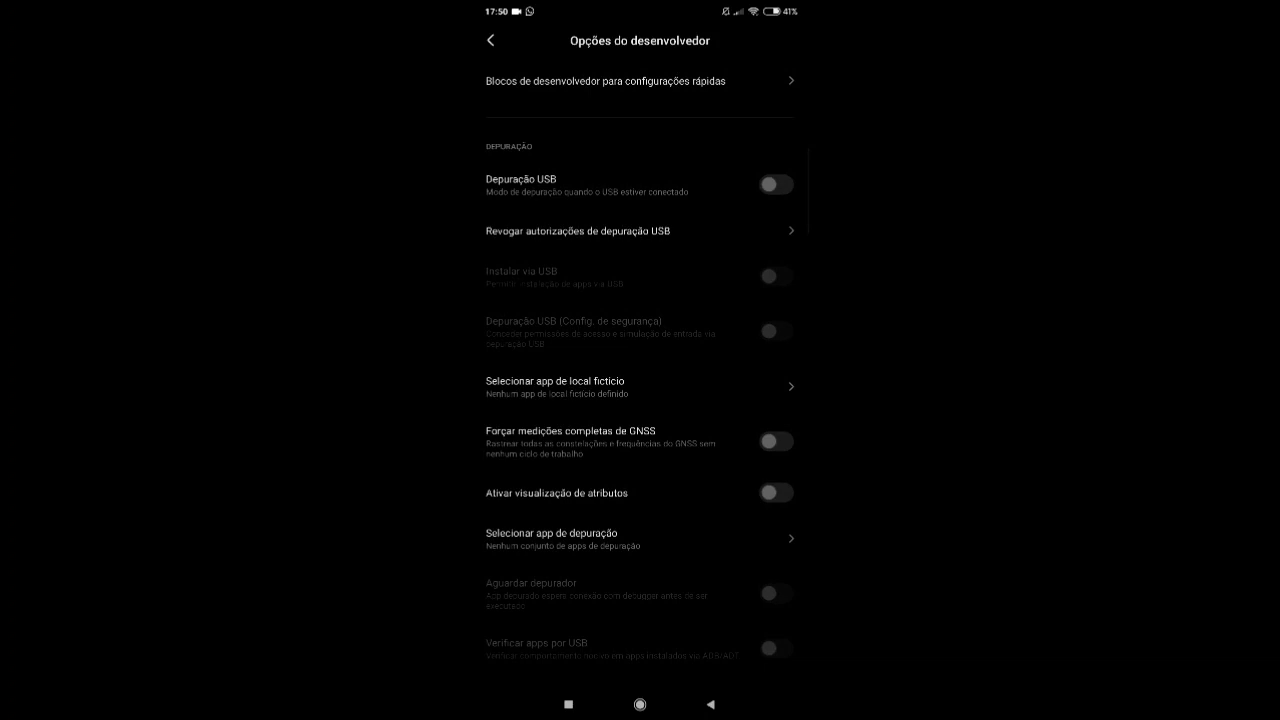 17:50 41%
Opções do desenvolvedor
Blocos de desenvolvedor para configurações rápidas
DEPURAÇÃO
Depuração USB
Modo de depuração quando o USB estiver conectado
Revogar autorizações de depuração USB
Instalar via USB
Permitir instalação de apps via USB
Depuração USB (Config. de segurança)
Conceder permissões de acesso e simulação de entrada via
depuração USB
Selecionar app de local fictício
Nenhum app de local fictício definido
Forçar medições completas de GNSS
Rastrear todas as constelações e frequências do GNSS sem
nenhum ciclo de trabalho
Ativar visualização de atributos
Selecionar app de depuração
Nenhum conjunto de apps de depuração
Aguardar depurador
App depurado espera conexão com debugger antes de ser
executado
Verificar apps por USB
Verificar comportamento nocivo em apps instalados via ADB/ADT